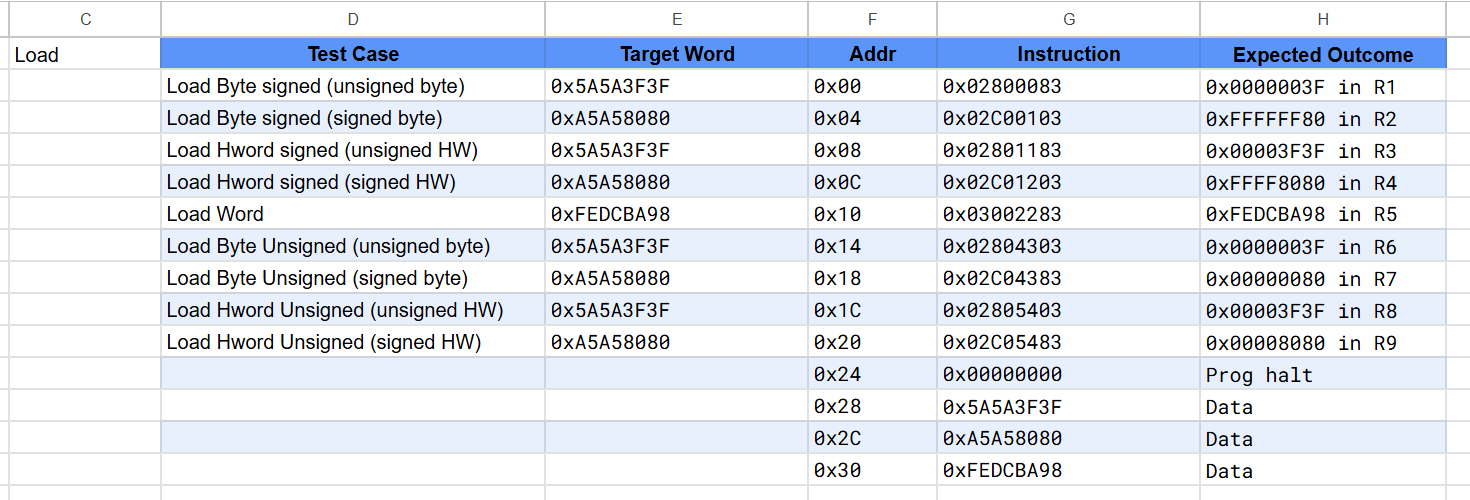 C D E F G H
Load Test Case Target Word Addr Instruction Expected Outcome
Load Byte signed (unsigned byte) 0x5A5A3F3F 0x00 0x02800083 0x0000003F in R1
Load Byte signed (signed byte) 0xA5A58080 0x04 0x02C00103 0xFFFFFF80 in R2
Load Hword signed (unsigned HW) 0x5A5A3F3F 0x08 0x02801183 0x00003F3F in R3
Load Hword signed (signed HW) 0xA5A58080 0x0C 0x02C01203 0xFFFF8080 in R4
Load Word 0xFEDCBA98 0x10 0x03002283 0xFEDCBA98 in R5
Load Byte Unsigned (unsigned byte) 0x5A5A3F3F 0x14 0x02804303 0x0000003F in R6
Load Byte Unsigned (signed byte) 0xA5A58080 0x18 0x02C04383 0x00000080 in R7
Load Hword Unsigned (unsigned HW) 0x5A5A3F3F 0x1C 0x02805403 0x00003F3F in R8
Load Hword Unsigned (signed HW) 0xA5A58080 0x20 0x02C05483 0x00008080 in R9
0x24 0x00000000 Prog halt
0x28 0x5A5A3F3F Data
0x2C 0xA5A58080 Data
0x30 0xFEDCBA98 Data